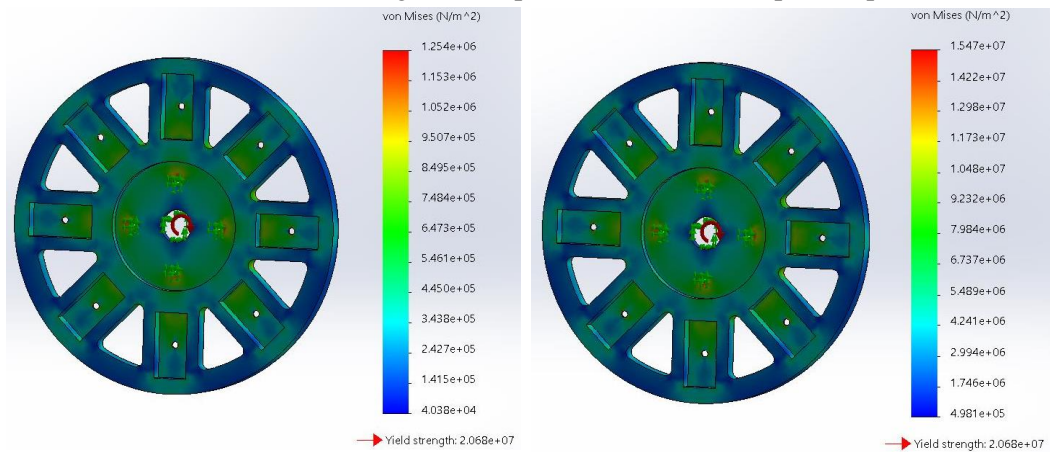 von Mises (N/m^2)
1.254e+06
1.153e+06
1.052e+06
9.507e+05
8.495e+05
7.484e+05
6.473e+05
5.461e+05
4.450e+05
3.438e+05
2.427e+05
1.415e+05
4.038e+04
Yield strength: 2.068e+07
von Mises (N/m^2)
1.547e+07
1.422e+07
1.298e+07
1.173e+07
1.048e+07
9.232e+06
7.984e+06
6.737e+06
5.489e+06
4.241e+06
2.994e+06
1.746e+06
4.981e+05
Yield strength: 2.068e+07